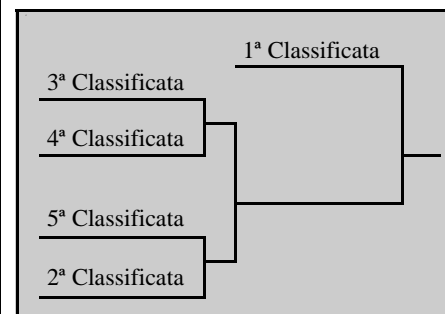 1ª Classificata
3ª Classificata
4ª Classificata
5ª Classificata
2ª Classificata